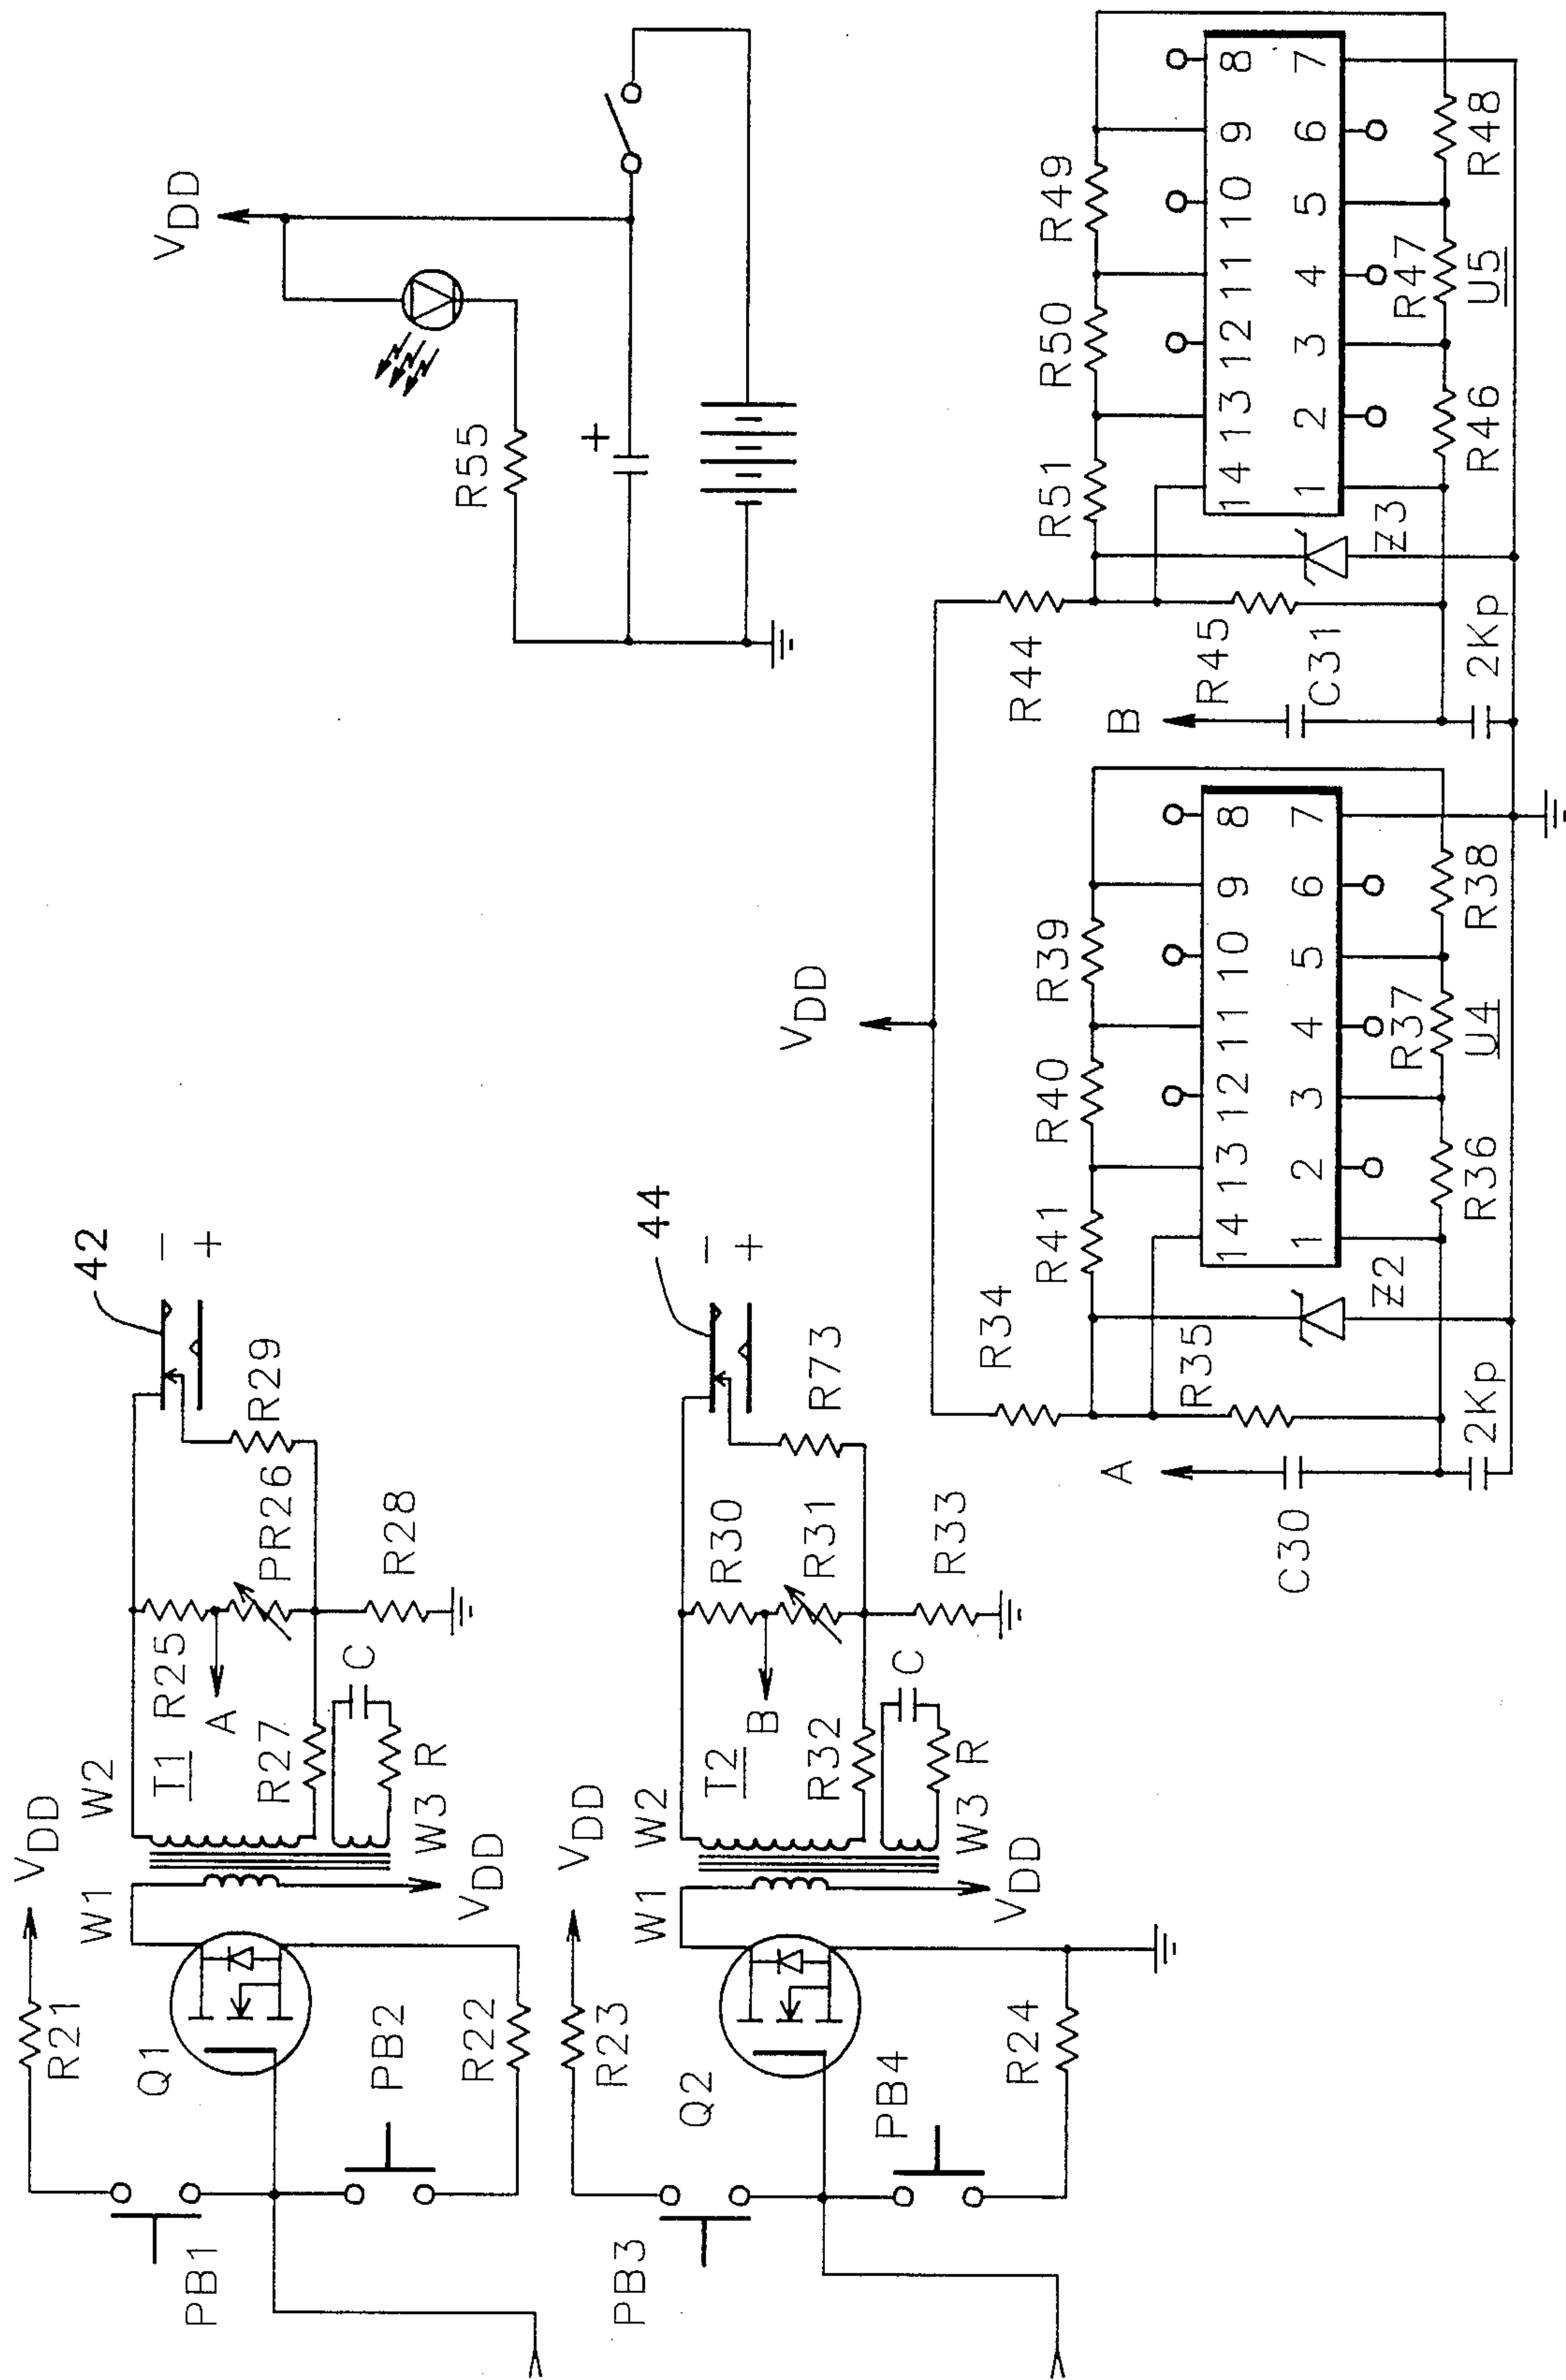 VDD
R21
PB1
Q1
PB2
R22
W1
W2
VDD
T1
R25
A
R27
W3
R
C
PR26
R28
R29
42
-
+
VDD
R23
PB3
Q2
PB4
R24
W1
W2
VDD
T2
R30
B
R32
W3
R
C
R31
R33
R73
44
-
+
VDD
R55
+
VDD
R34
R44
A
C30
2Kp
R35
Z2
R41
R40
R39
14 13 12 11 10 9 8
1 2 3 4 5 6 7
R36
R37
R38
U4
B
C31
2Kp
R45
Z3
R51
R50
R49
14 13 12 11 10 9 8
1 2 3 4 5 6 7
R46
R47
R48
U5